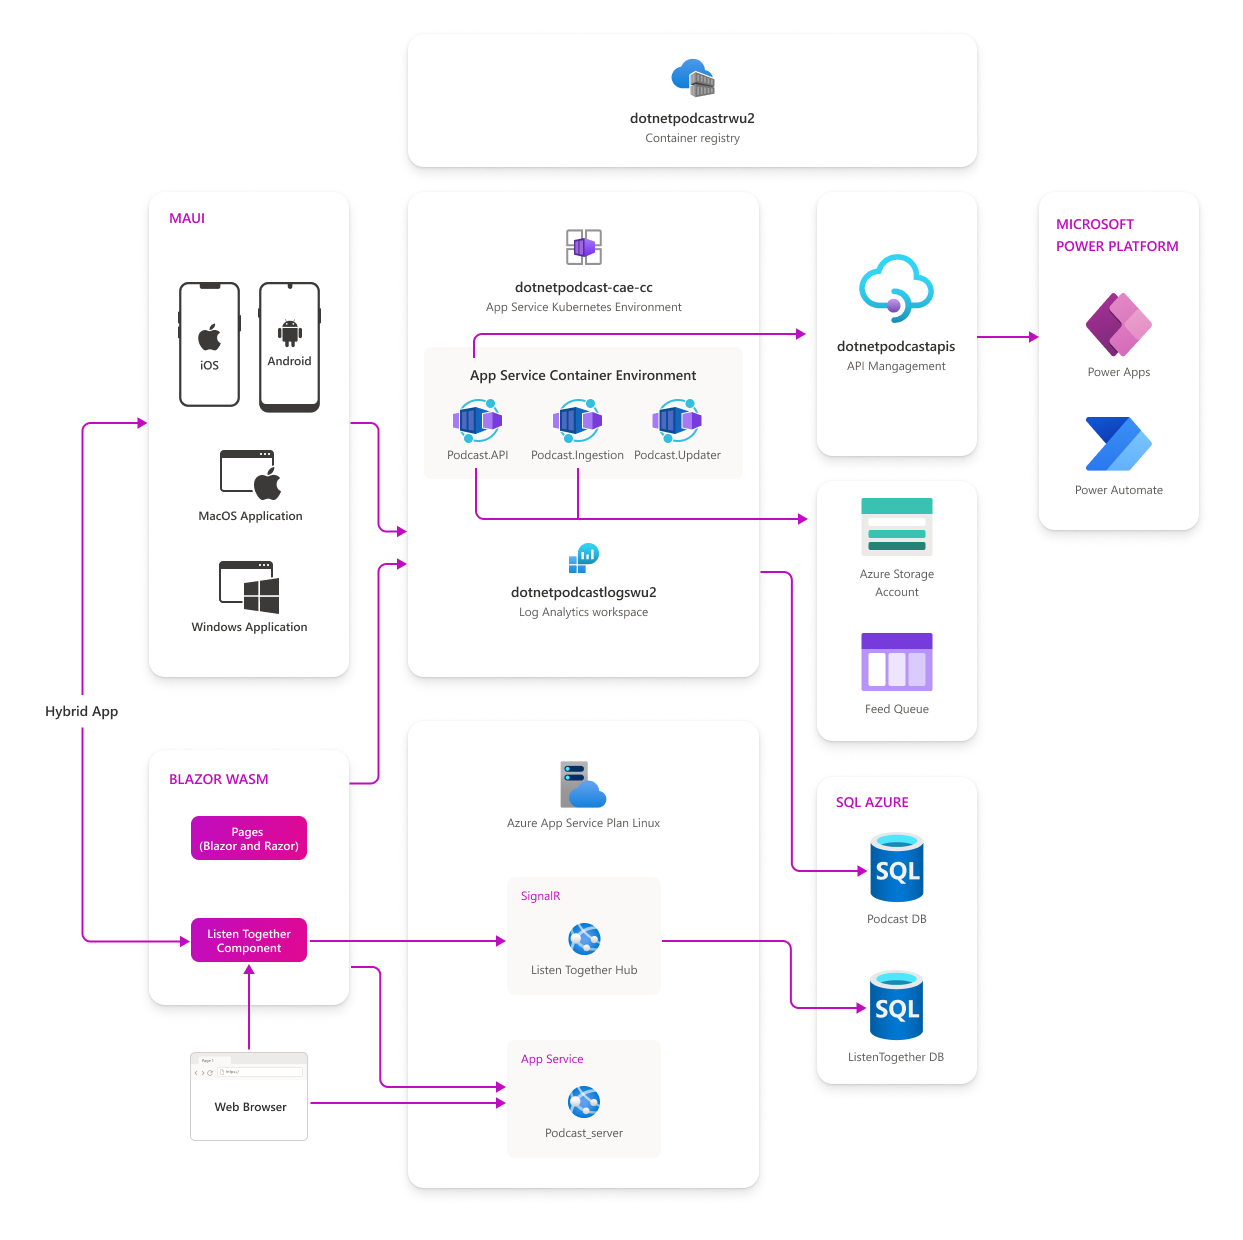 dotnetpodcastrwu2
Container registry
MAUI
iOS
Android
MacOS Application
Windows Application
dotnetpodcast-cae-cc
App Service Kubernetes Environment
App Service Container Environment
Podcast.API
Podcast.Ingestion
Podcast.Updater
dotnetpodcastlogswu2
Log Analytics workspace
dotnetpodcastapis
API Mangagement
MICROSOFT
POWER PLATFORM
Power Apps
Power Automate
Azure Storage
Account
Feed Queue
Hybrid App
BLAZOR WASM
Pages
(Blazor and Razor)
Listen Together
Component
Page 1
https://
Web Browser
Azure App Service Plan Linux
SignalR
Listen Together Hub
App Service
Podcast_server
SQL AZURE
SQL
Podcast DB
SQL
ListenTogether DB